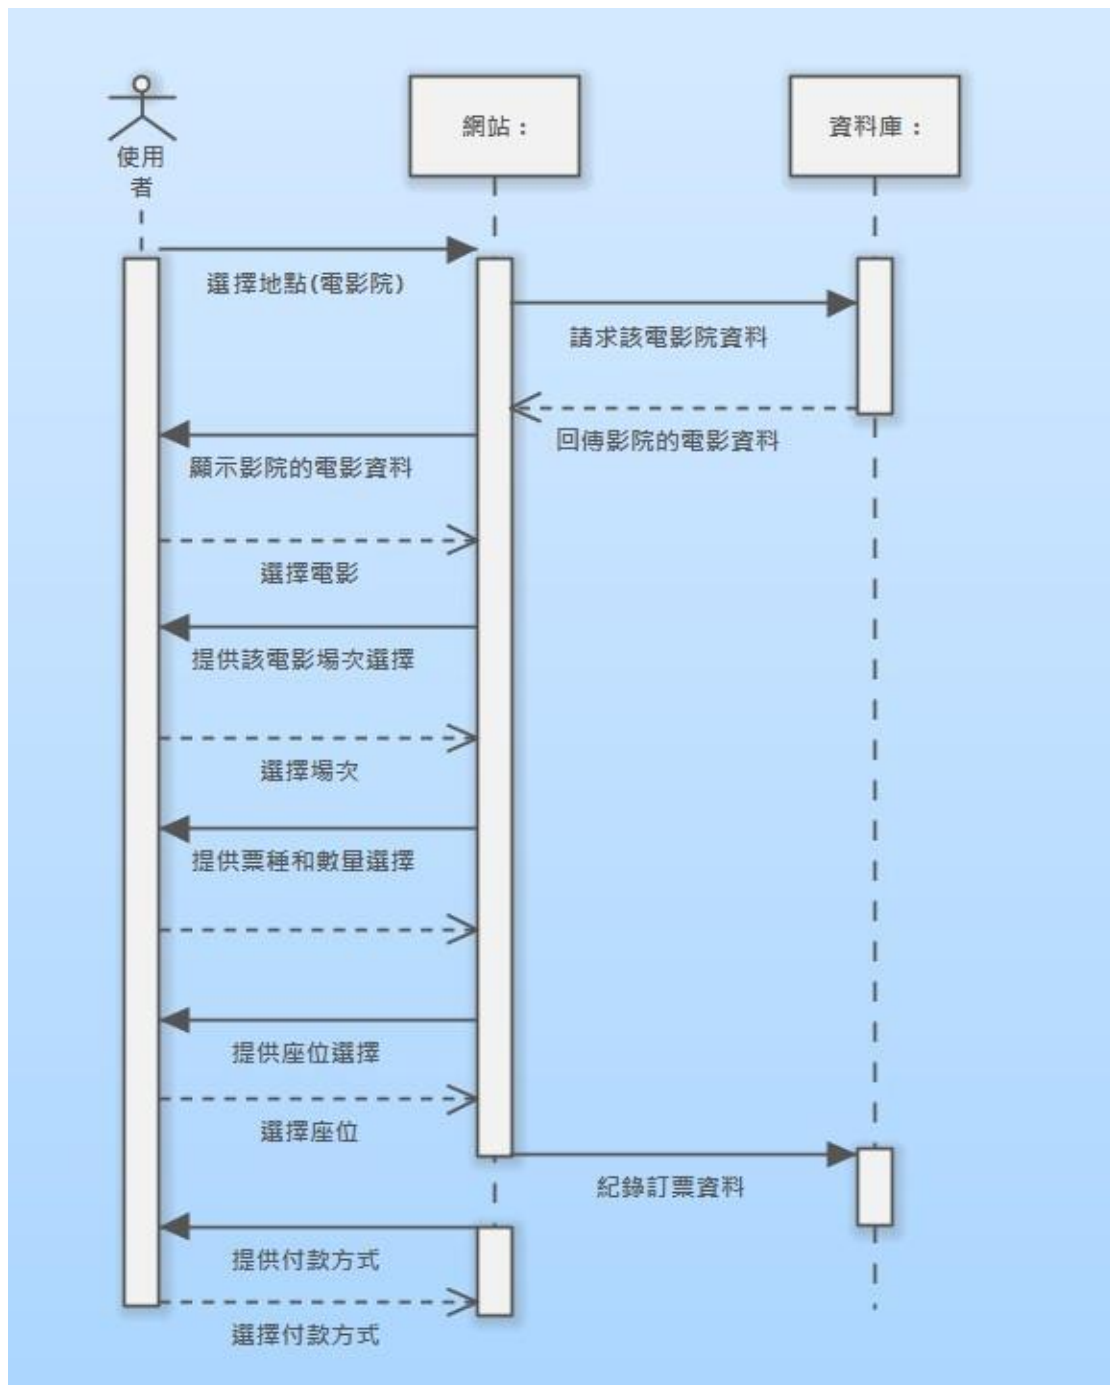 使用
者
網站：
資料庫：
選擇地點(電影院)
請求該電影院資料
回傳影院的電影資料
顯示影院的電影資料
選擇電影
提供該電影場次選擇
選擇場次
提供票種和數量選擇
提供座位選擇
選擇座位
紀錄訂票資料
提供付款方式
選擇付款方式